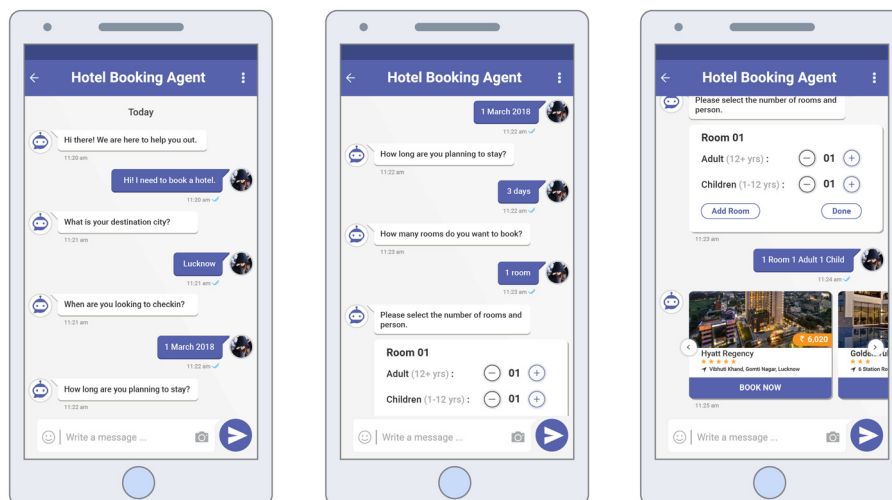 Hotel Booking Agent
Today
Hi there! We are here to help you out.
11:20 am
Hi! I need to book a hotel.
11:20 am
What is your destination city?
11:21 am
Lucknow
11:21 am
When are you looking to checkin?
11:21 am
1 March 2018
11:22 am
How long are you planning to stay?
11:22 am
Write a message ...
Hotel Booking Agent
1 March 2018
11:22 am
How long are you planning to stay?
11:22 am
3 days
11:22 am
How many rooms do you want to book?
11:23 am
1 room
11:23 am
Please select the number of rooms and
person.
Room 01
Adult (12+ yrs) : 01
Children (1-12 yrs) : 01
Write a message ...
Hotel Booking Agent
Please select the number of rooms and
person.
Room 01
Adult (12+ yrs) : 01
Children (1-12 yrs) : 01
Add Room Done
11:23 am
1 Room 1 Adult 1 Child
11:24 am
₹ 6,020
Hyatt Regency
Vibhuti Khand, Gomti Nagar, Lucknow
BOOK NOW
6 Station
11:25 am
Write a message ...